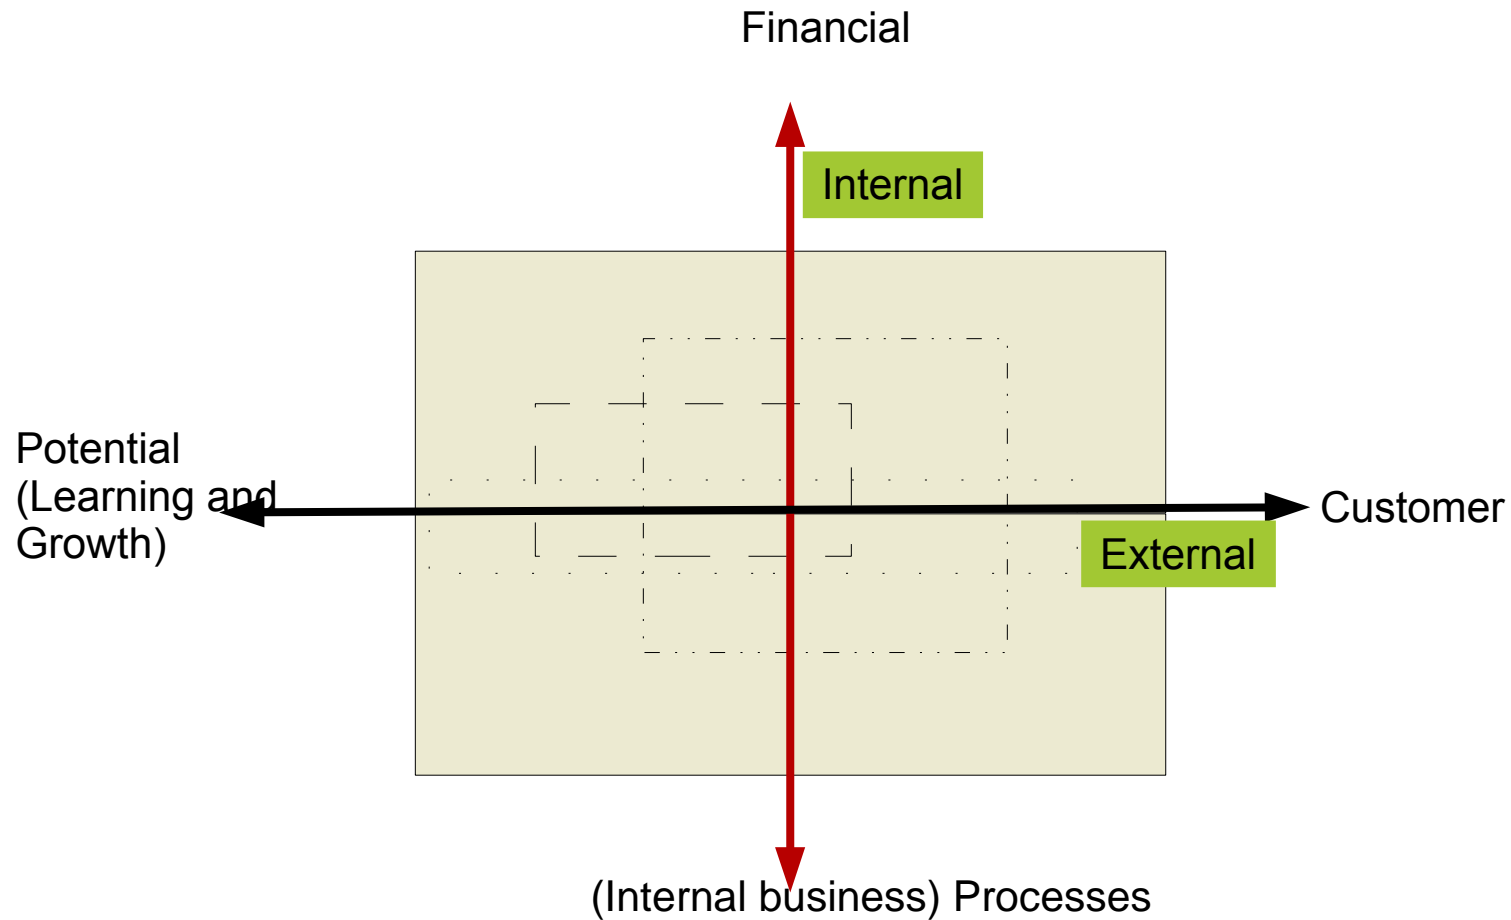 Financial
Internal
Potential
(Learning and
Growth)
Customer
External
(Internal business) Processes